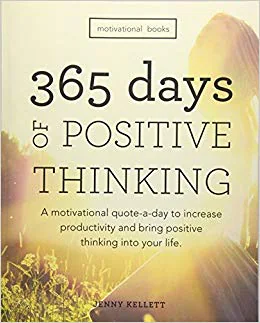 motivational books
365 days
OF POSITIVE
THINKING
A motivational quote-a-day to increase
productivity and bring positive
thinking into your life.
JENNY KELLETT